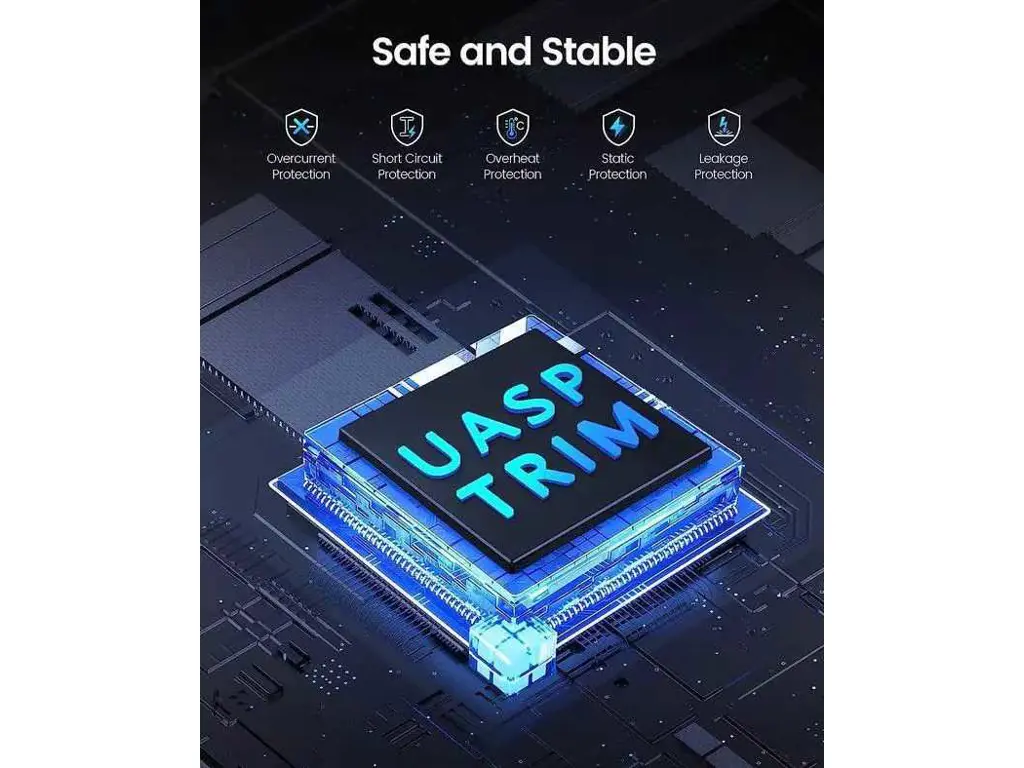 Safe and Stable
°C
Overcurrent
Protection
Short Circuit
Protection
Overheat
Protection
Static
Protection
Leakage
Protection
UASP
TRIM